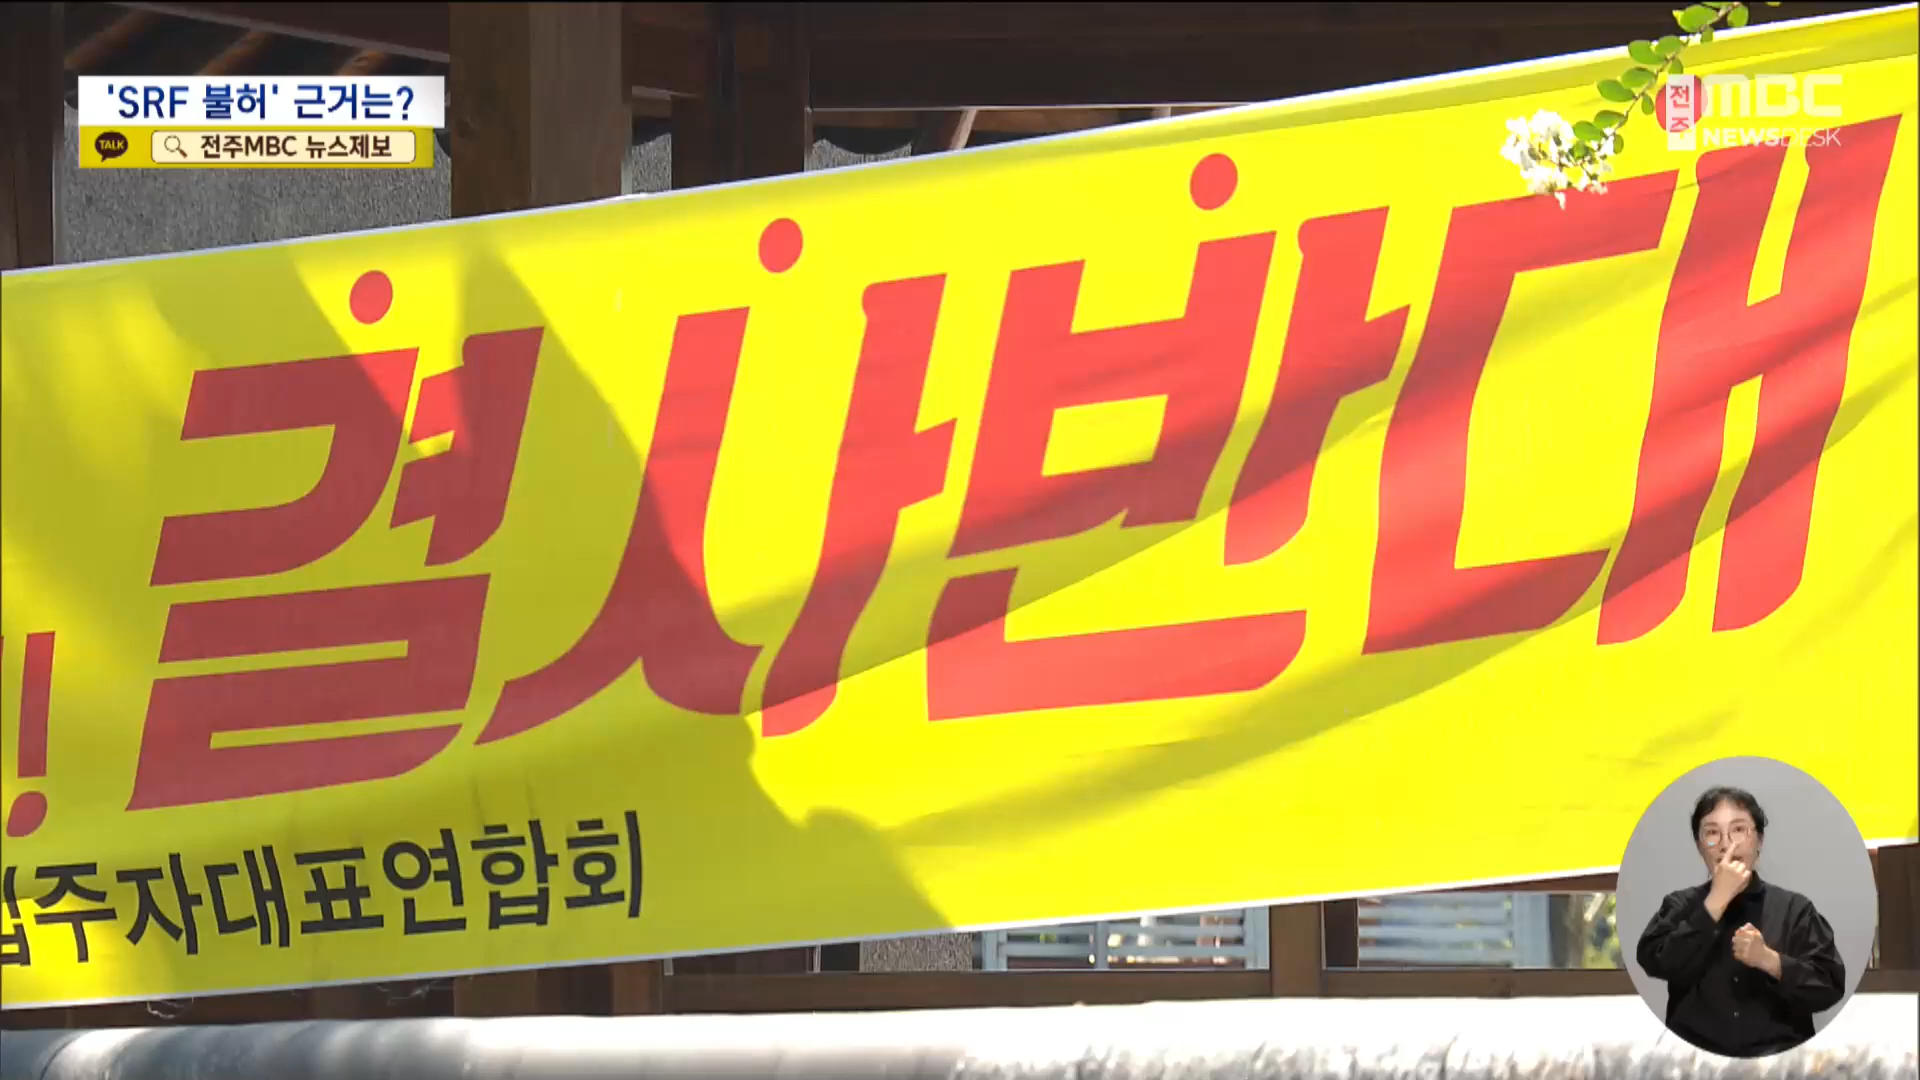 'SRF 불허' 근거는?
TALK 전주MBC 뉴스제보
전주 MBC
NEWSDESK
! 결사반대
입주자대표연합회